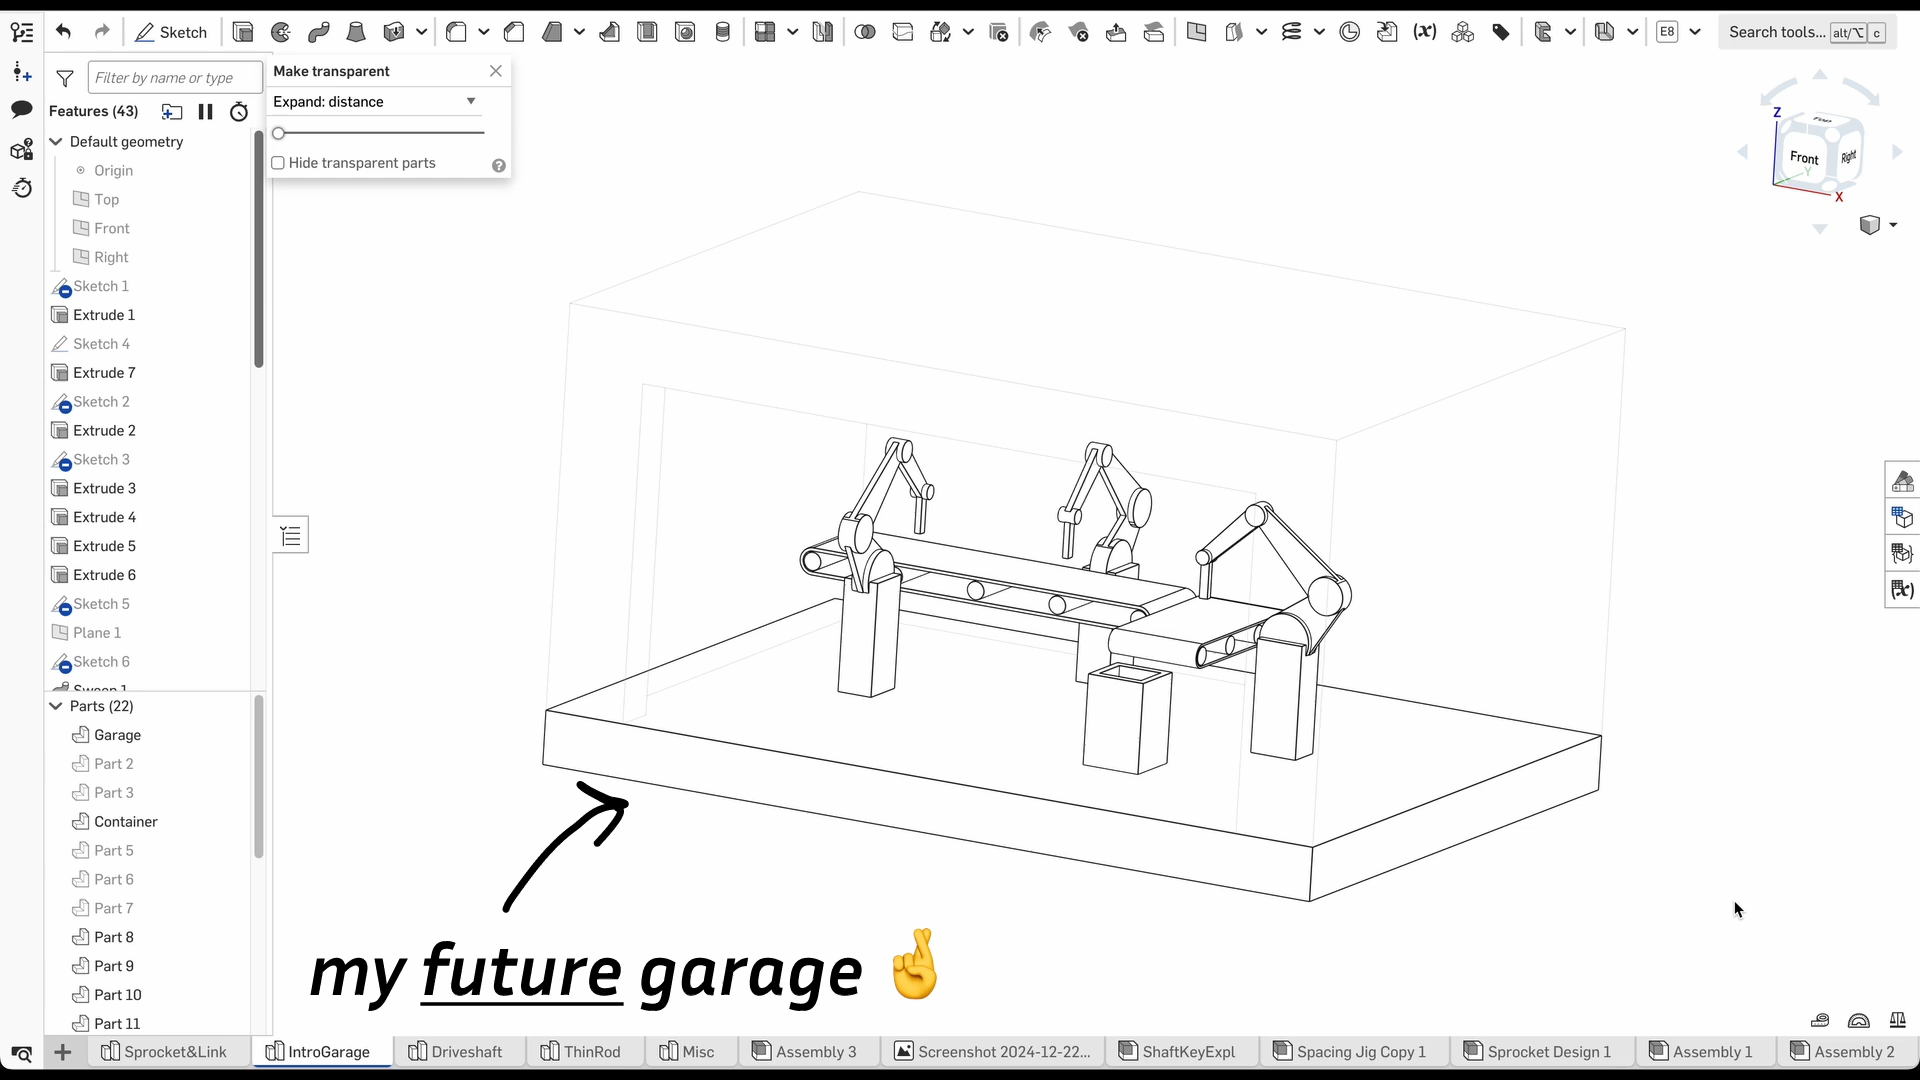 Sketch
Search tools... alt/⌥ c
Filter by name or type
Features (43)
Default geometry
Origin
Top
Front
Right
Sketch 1
Extrude 1
Sketch 4
Extrude 7
Sketch 2
Extrude 2
Sketch 3
Extrude 3
Extrude 4
Extrude 5
Extrude 6
Sketch 5
Plane 1
Sketch 6
Sweep 1
Parts (22)
Garage
Part 2
Part 3
Container
Part 5
Part 6
Part 7
Part 8
Part 9
Part 10
Part 11
Make transparent
Expand: distance
Hide transparent parts
?
(x)
E8
Z
Top
Front
Right
Y
X
(x)
my future garage
Sprocket&Link
IntroGarage
Driveshaft
ThinRod
Misc
Assembly 3
Screenshot 2024-12-22...
ShaftKeyExpl
Spacing Jig Copy 1
Sprocket Design 1
Assembly 1
Assembly 2